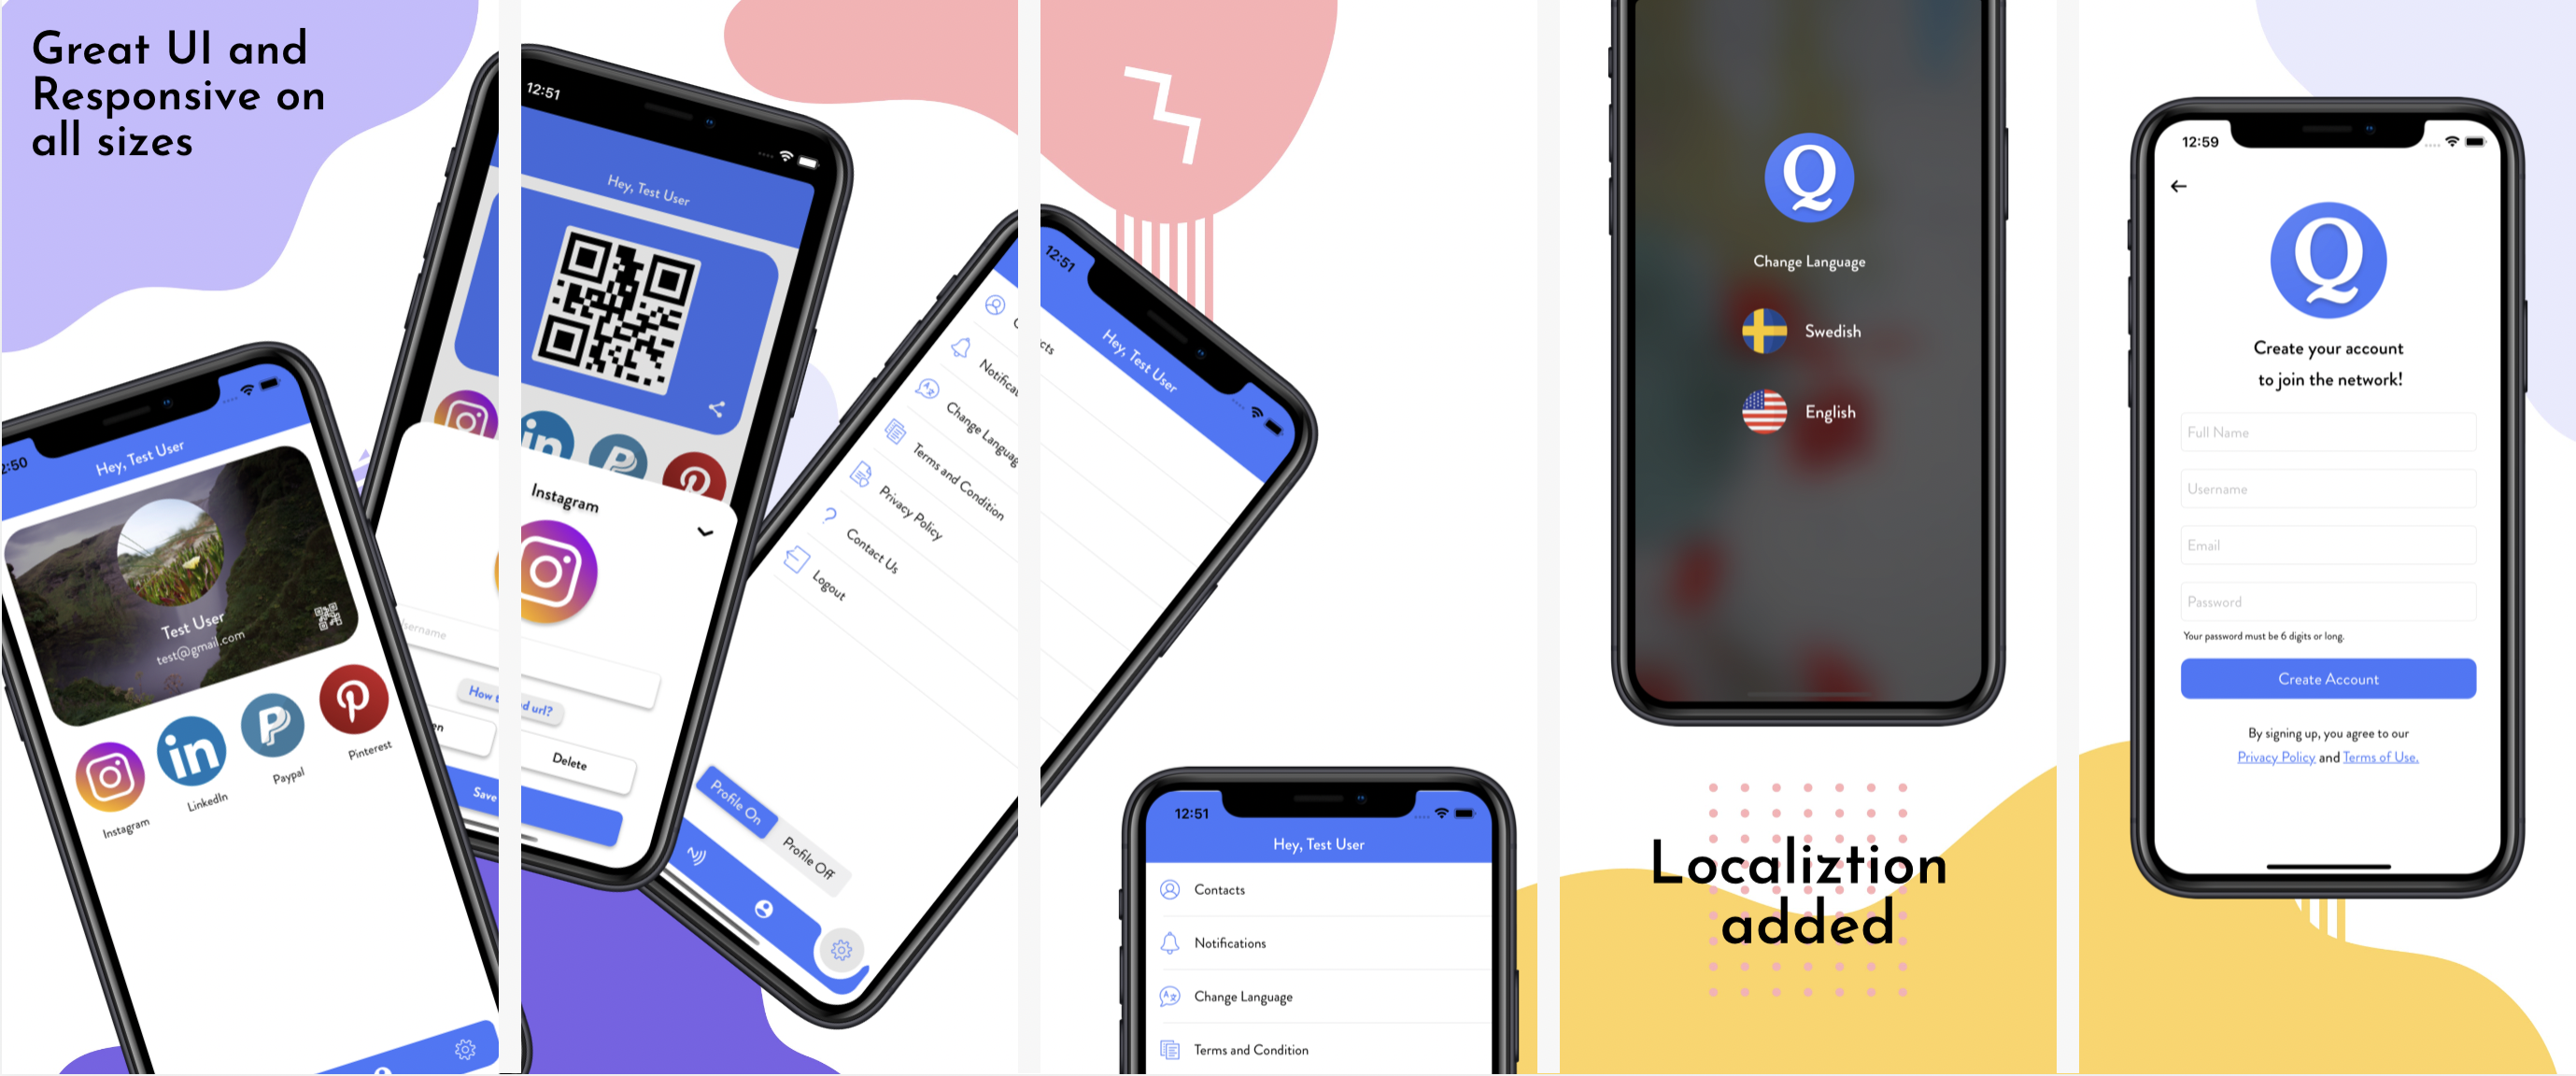 Great UI and
Responsive on
all sizes
2:50
Hey, Test User
Test User
test@gmail.com
Instagram
LinkedIn
Paypal
Pinterest
12:51
Hey, Test User
Instagram
Username
How t
d url?
en
Delete
Save
12:51
Hey, Test User
cts
Notifica
Change Languag
Terms and Condition
Privacy Policy
Contact Us
Logout
Profile On
Profile Off
12:51
Hey, Test User
Contacts
Notifications
Change Language
Terms and Condition
Q
Change Language
Swedish
English
Localiztion
added
12:59
Q
Create your account
to join the network!
Full Name
Username
Email
Password
Your password must be 6 digits or long.
Create Account
By signing up, you agree to our
Privacy Policy and Terms of Use.